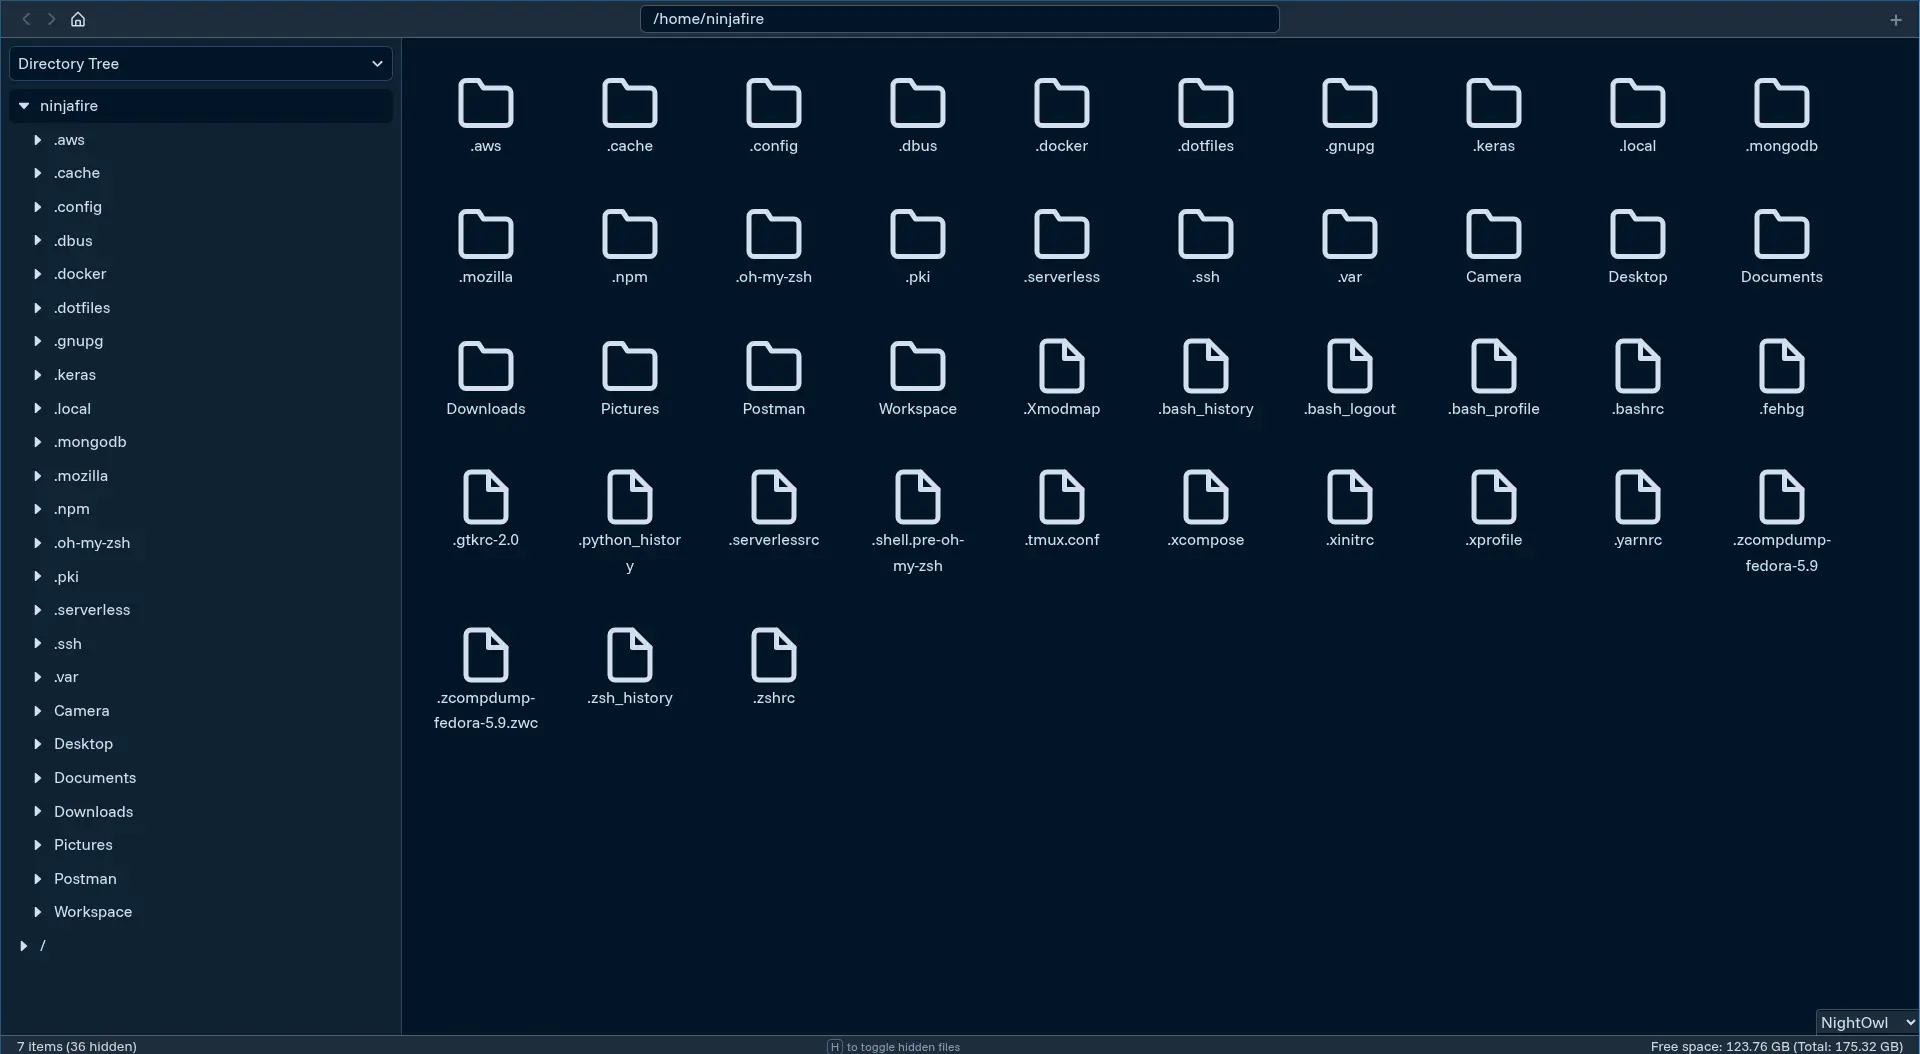 /home/ninjafire
Directory Tree
ninjafire
.aws
.cache
.config
.dbus
.docker
.dotfiles
.gnupg
.keras
.local
.mongodb
.mozilla
.npm
.oh-my-zsh
.pki
.serverless
.ssh
.var
Camera
Desktop
Documents
Downloads
Pictures
Postman
Workspace
/
.aws .cache .config .dbus .docker .dotfiles .gnupg .keras .local .mongodb
.mozilla .npm .oh-my-zsh .pki .serverless .ssh .var Camera Desktop Documents
Downloads Pictures Postman Workspace .Xmodmap .bash_history .bash_logout .bash_profile .bashrc .fehbg
.gtkrc-2.0 .python_histor .serverlessrc .shell.pre-oh- .tmux.conf .xcompose .xinitrc .xprofile .yarnrc .zcompdump-
y my-zsh fedora-5.9
.zcompdump- .zsh_history .zshrc
fedora-5.9.zwc
NightOwl
7 items (36 hidden) H to toggle hidden files Free space: 123.76 GB (Total: 175.32 GB)